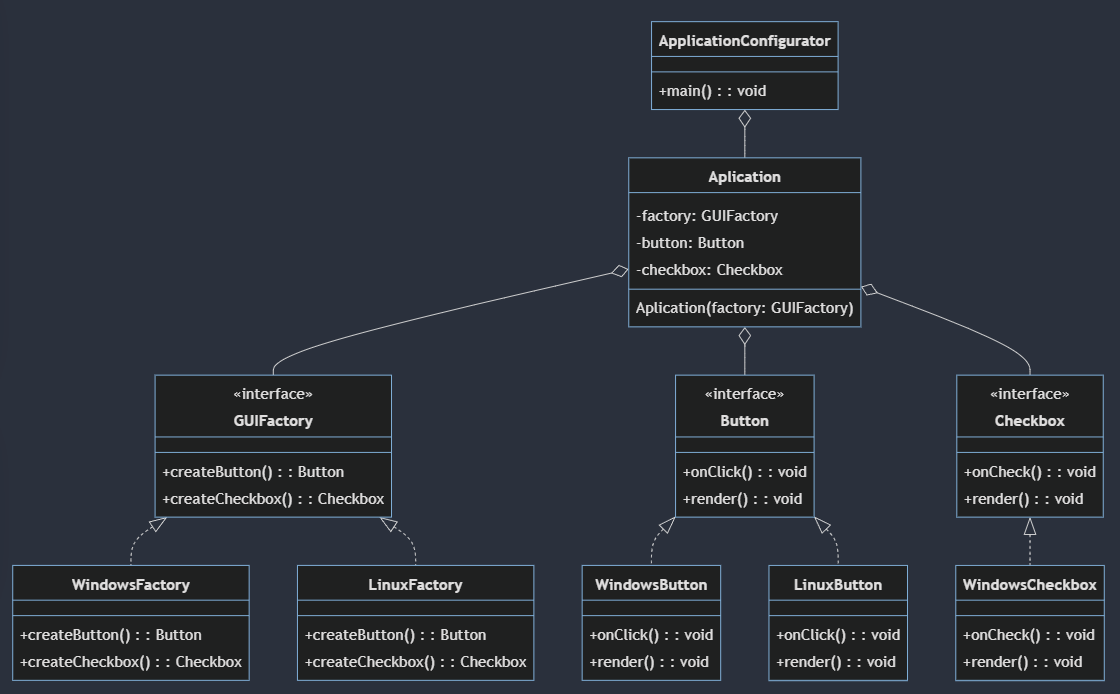 ApplicationConfigurator
+main() : : void
Aplication
-factory: GUIFactory
-button: Button
-checkbox: Checkbox
Aplication(factory: GUIFactory)
«interface»
GUIFactory
+createButton() : : Button
+createCheckbox() : : Checkbox
«interface»
Button
+onClick() : : void
+render() : : void
«interface»
Checkbox
+onCheck() : : void
+render() : : void
WindowsFactory
+createButton() : : Button
+createCheckbox() : : Checkbox
LinuxFactory
+createButton() : : Button
+createCheckbox() : : Checkbox
WindowsButton
+onClick() : : void
+render() : : void
LinuxButton
+onClick() : : void
+render() : : void
WindowsCheckbox
+onCheck() : : void
+render() : : void